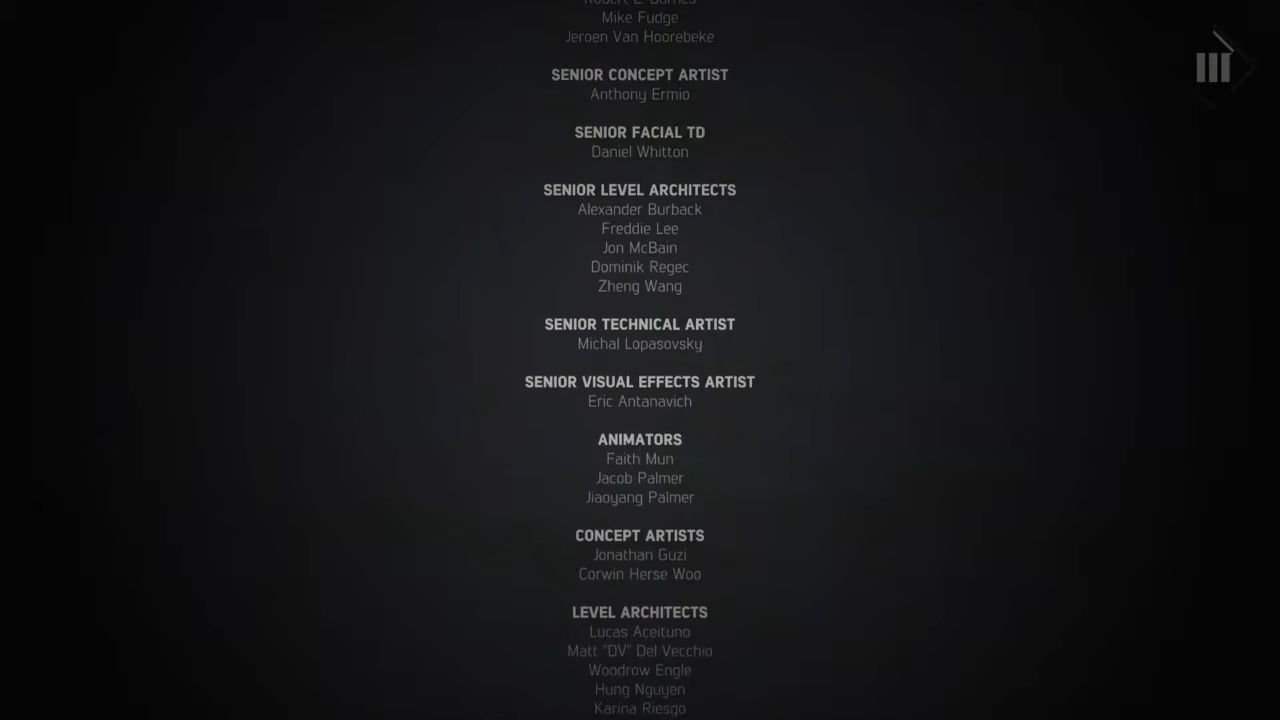 Mike Fudge
Jeroen Van Hoorebeke
SENIOR CONCEPT ARTIST
Anthony Ermio
SENIOR FACIAL TD
Daniel Whitton
SENIOR LEVEL ARCHITECTS
Alexander Burback
Freddie Lee
Jon McBain
Dominik Regec
Zheng Wang
SENIOR TECHNICAL ARTIST
Michal Lopasovsky
SENIOR VISUAL EFFECTS ARTIST
Eric Antanavich
ANIMATORS
Faith Mun
Jacob Palmer
Jiaoyang Palmer
CONCEPT ARTISTS
Jonathan Guzi
Corwin Herse Woo
LEVEL ARCHITECTS
Lucas Aceituno
Matt "DV" Del Vecchio
Woodrow Engle
Hung Nguyen
Karina Riesgo